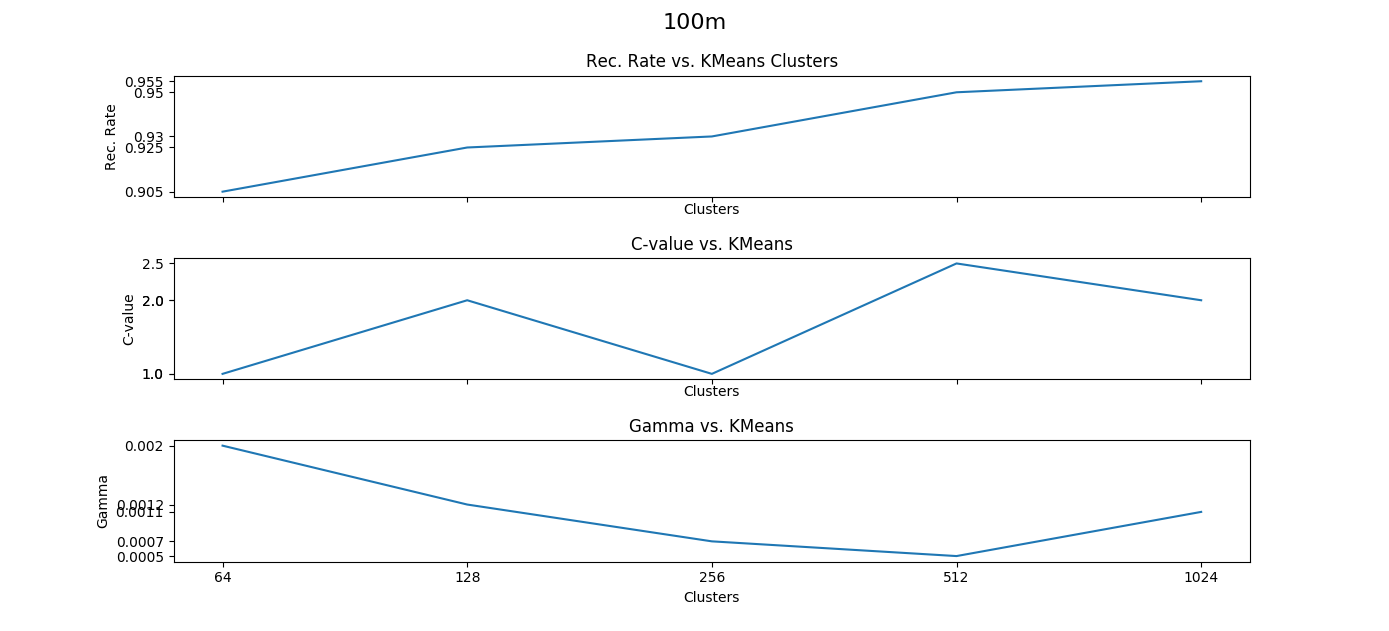 100m
Rec. Rate vs. KMeans Clusters
0.955
0.95
0.93
0.925
0.905
Rec. Rate
Clusters
C-value vs. KMeans
2.5
2.0
1.0
C-value
Clusters
Gamma vs. KMeans
0.002
0.0012
0.0011
0.0007
0.0005
Gamma
64 128 256 512 1024
Clusters